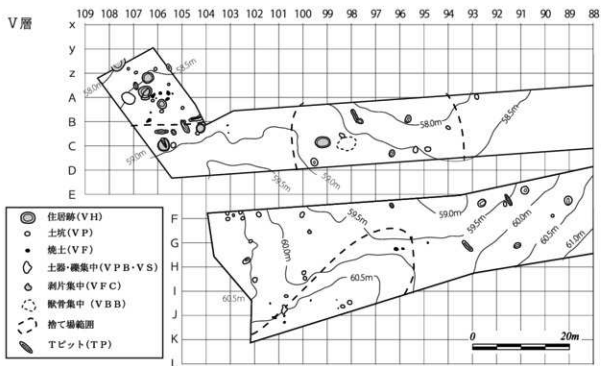 V層
109 108 107 106 105 104 103 102 101 100 99 98 97 96 95 94 93 92 91 90 89 88
x
y
z
A
B
C
D
E
F
G
H
I
J
K
L
58.5m
58.0m
59.0m
59.5m
59.0m
58.0m
58.5m
59.5m
59.0m
59.5m
60.0m
60.5m
61.0m
60.0m
60.5m
60.5m
住居跡(VH)
土坑(VP)
焼土(VF)
土器・礫集中(VPB・VS)
剥片集中(VFC)
獣骨集中(VBB)
捨て場範囲
Tピット(TP)
0 20m